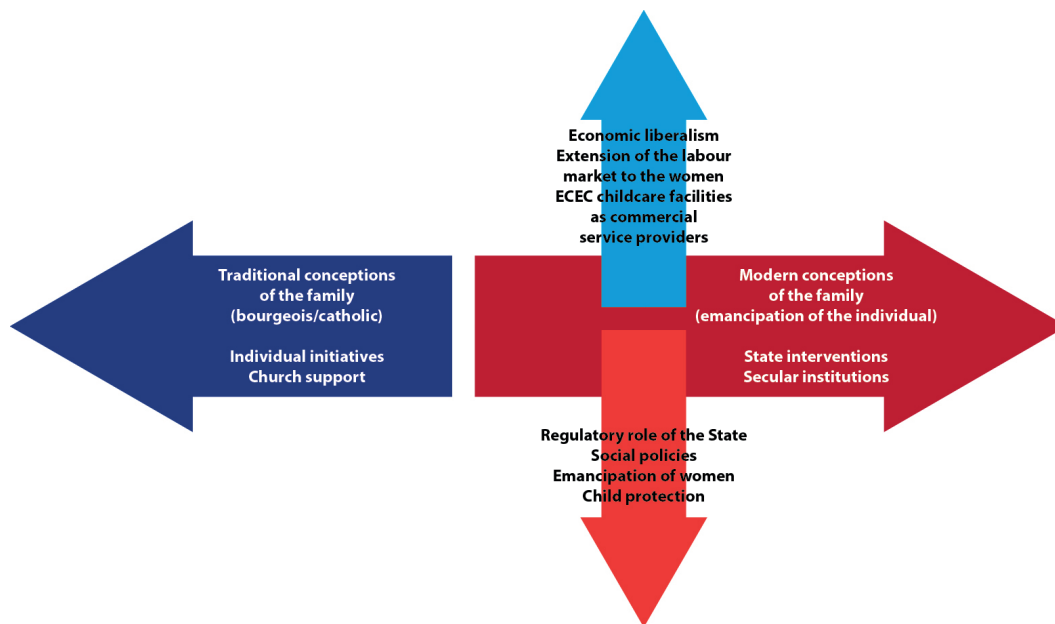 Economic liberalism
Extension of the labour
market to the women
ECEC childcare facilities
as commercial
service providers
Traditional conceptions
of the family
(bourgeois/catholic)
Individual initiatives
Church support
Modern conceptions
of the family
(emancipation of the individual)
State interventions
Secular institutions
Regulatory role of the State
Social policies
Emancipation of women
Child protection